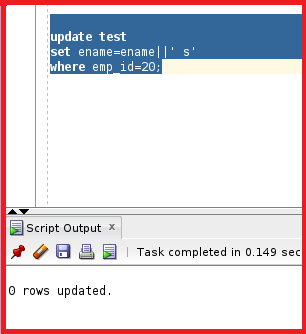 update test
set ename=ename||' s'
where emp_id=20;
Script Output x
Task completed in 0.149 sec
0 rows updated.